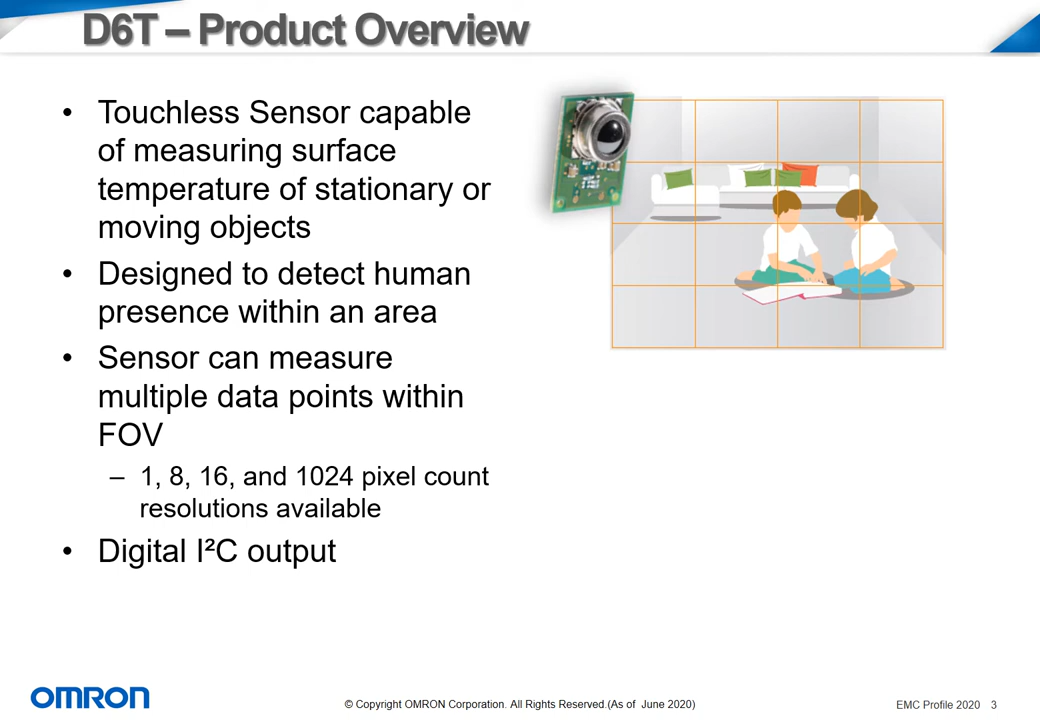 D6T – Product Overview
• Touchless Sensor capable
of measuring surface
temperature of stationary or
moving objects
• Designed to detect human
presence within an area
• Sensor can measure
multiple data points within
FOV
– 1, 8, 16, and 1024 pixel count
resolutions available
• Digital I²C output
OMRON
© Copyright OMRON Corporation. All Rights Reserved.(As of June 2020)
EMC Profile 2020 3